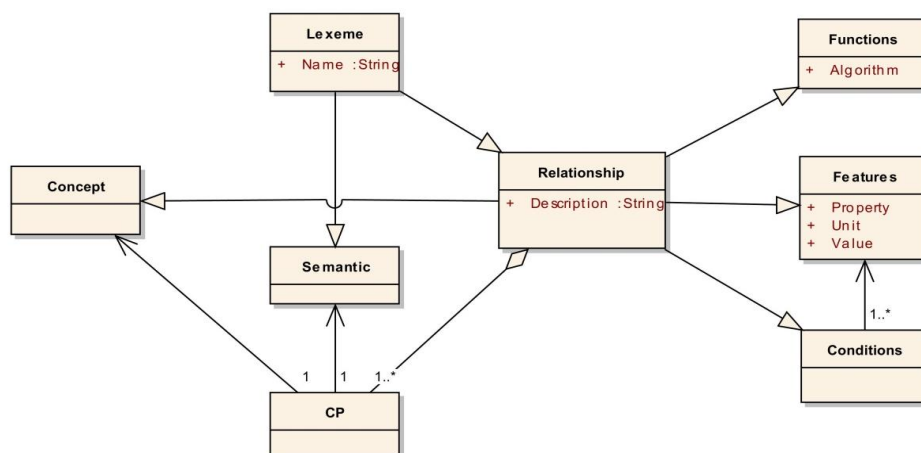 Lexeme
+ Name :String
Functions
+ Algorithm
Relationship
+ Description :String
Features
+ Property
+ Unit
+ Value
Concept
Semantic
1..*
Conditions
1
1
1..*
CP